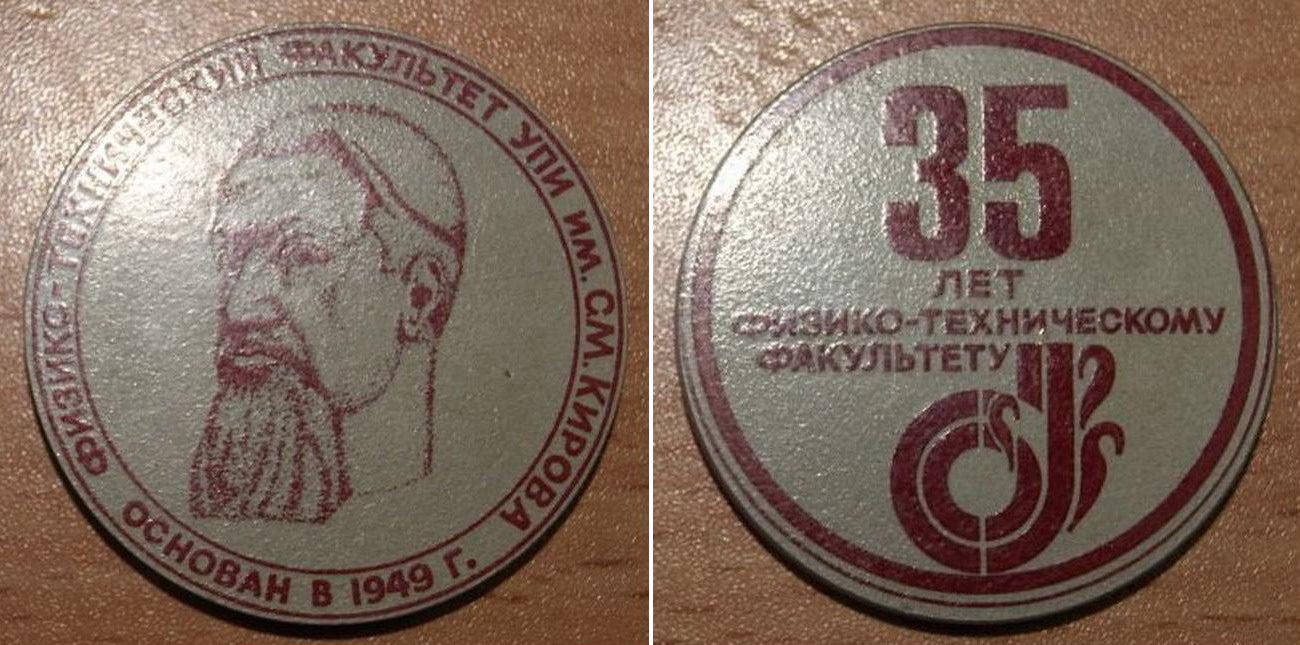 ФИЗИКО-ТЕХНИЧЕСКИЙ ФАКУЛЬТЕТ УПИ ИМ. С.М. КИРОВА
ОСНОВАН В 1949 Г.
35
ЛЕТ
ФИЗИКО-ТЕХНИЧЕСКОМУ
ФАКУЛЬТЕТУ